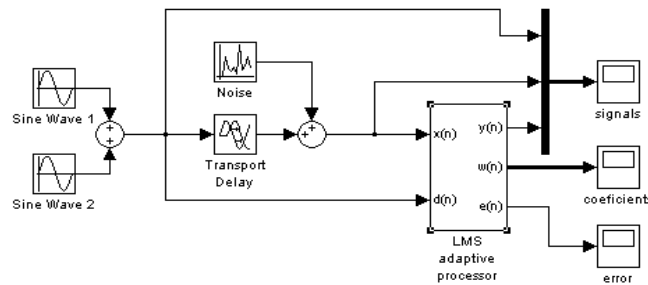 Sine Wave 1
Sine Wave 2
+
+
Noise
Transport
Delay
+
+
x(n)
d(n)
y(n)
w(n)
e(n)
LMS
adaptive
processor
signals
coeficient
error